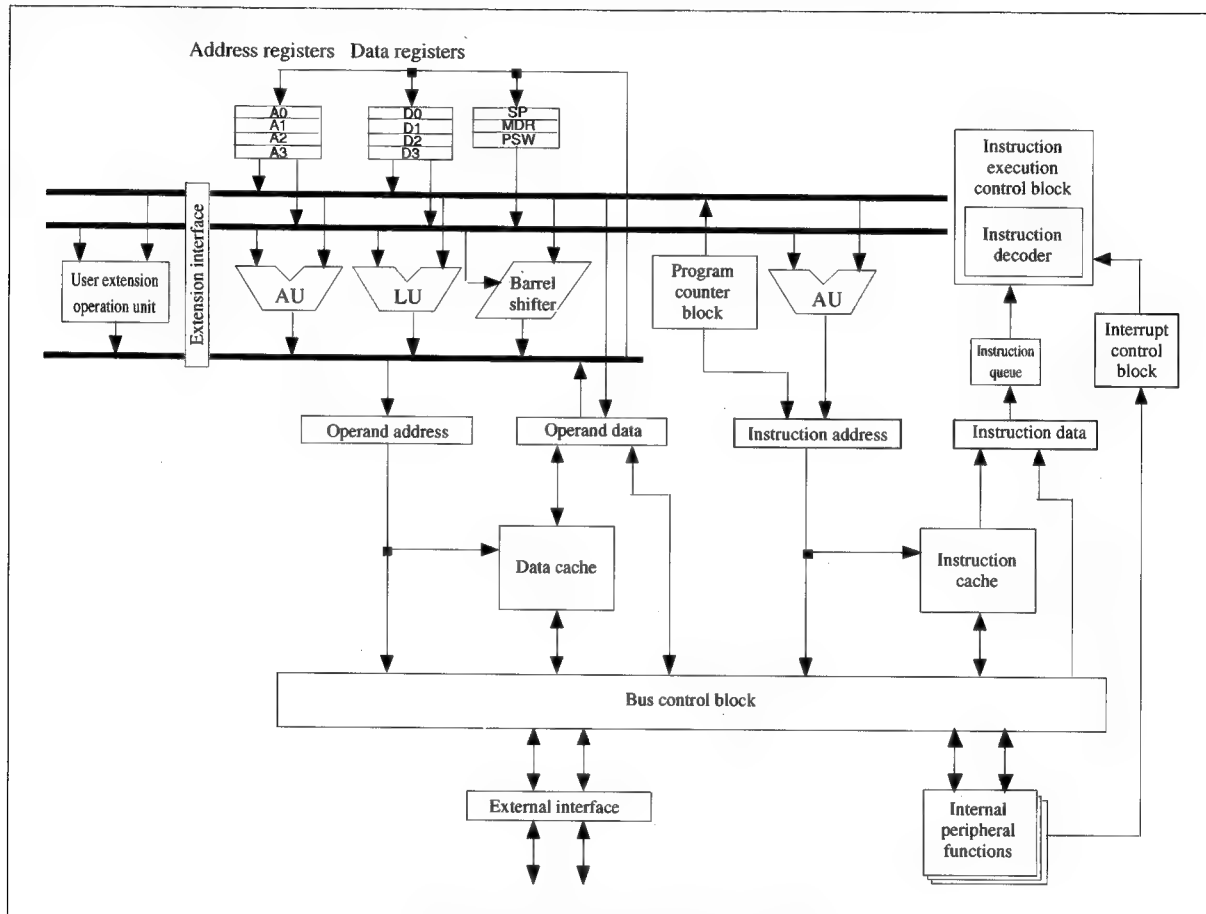 Address registers Data registers
A0
A1
A2
A3
D0
D1
D2
D3
SP
MDR
PSW
Instruction
execution
control block
Instruction
decoder
Extension interface
User extension
operation unit
AU
LU
Barrel
shifter
Program
counter
block
AU
Instruction
queue
Interrupt
control
block
Operand address
Operand data
Instruction address
Instruction data
Data cache
Instruction
cache
Bus control block
External interface
Internal
peripheral
functions